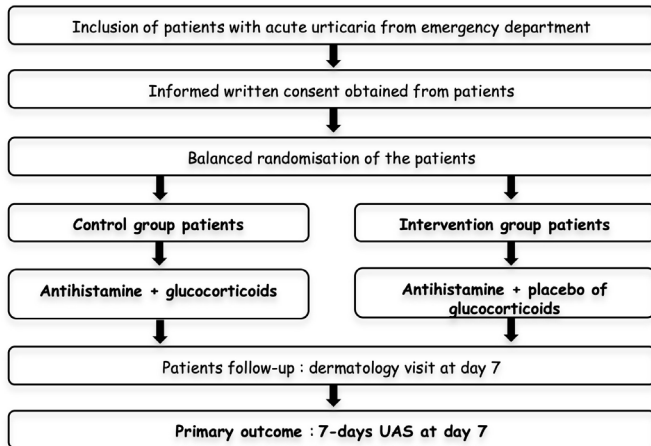 Inclusion of patients with acute urticaria from emergency department
Informed written consent obtained from patients
Balanced randomisation of the patients
Control group patients
Intervention group patients
Antihistamine + glucocorticoids
Antihistamine + placebo of
glucocorticoids
Patients follow-up : dermatology visit at day 7
Primary outcome : 7-days UAS at day 7